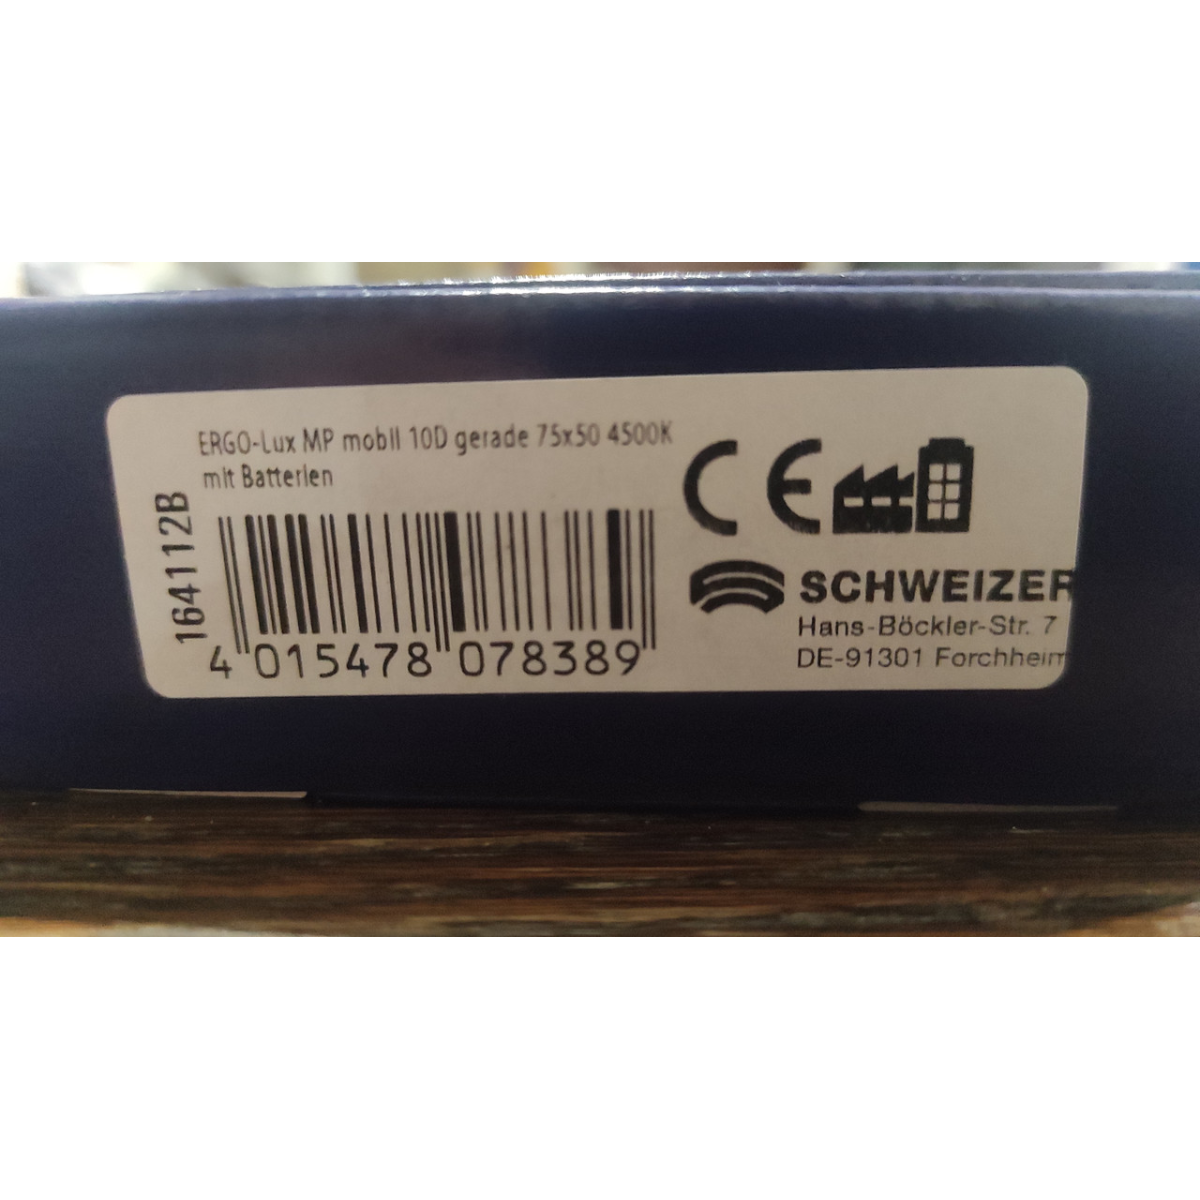 ERGO-Lux MP mobil 10D gerade 75x50 4500K
mit Batterien
164112B
4 015478 078389
CE
SCHWEIZER
Hans-Böckler-Str. 7
DE-91301 Forchheim